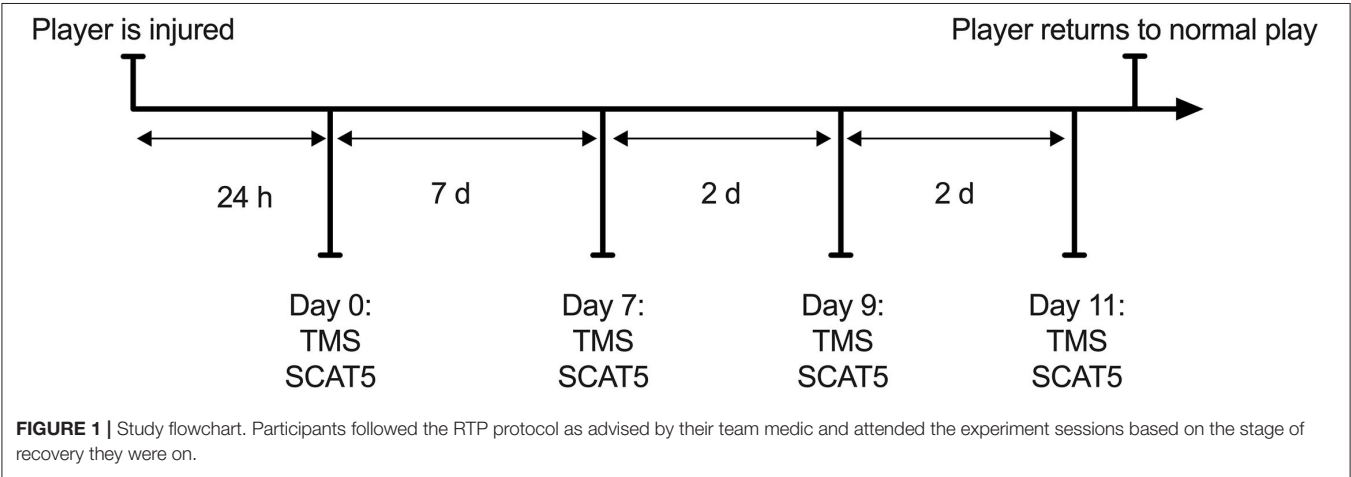 Player is injured
Player returns to normal play
24 h
7 d
2 d
2 d
Day 0:
TMS
SCAT5
Day 7:
TMS
SCAT5
Day 9:
TMS
SCAT5
Day 11:
TMS
SCAT5
FIGURE 1 | Study flowchart. Participants followed the RTP protocol as advised by their team medic and attended the experiment sessions based on the stage of
recovery they were on.